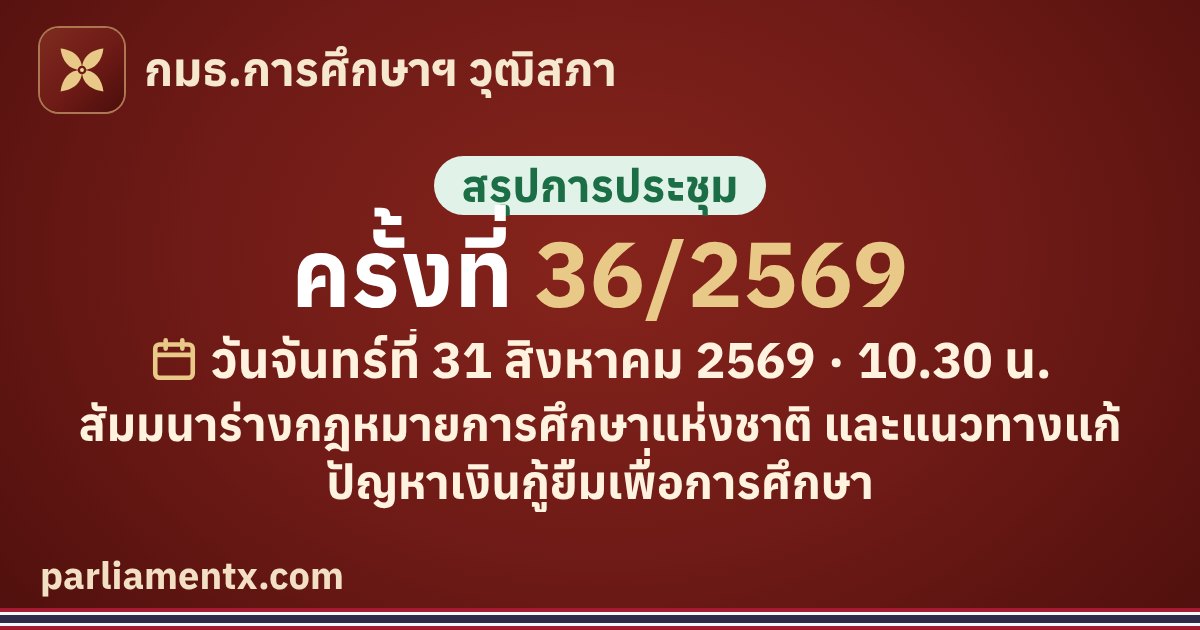 กมธ.การศึกษาฯ วุฒิสภา
สรุปการประชุม
ครั้งที่ 36/2569
วันจันทร์ที่ 31 สิงหาคม 2569 · 10.30 น.
สัมมนาร่างกฎหมายการศึกษาแห่งชาติ และแนวทางแก้
ปัญหาเงินกู้ยืมเพื่อการศึกษา
parliamentx.com